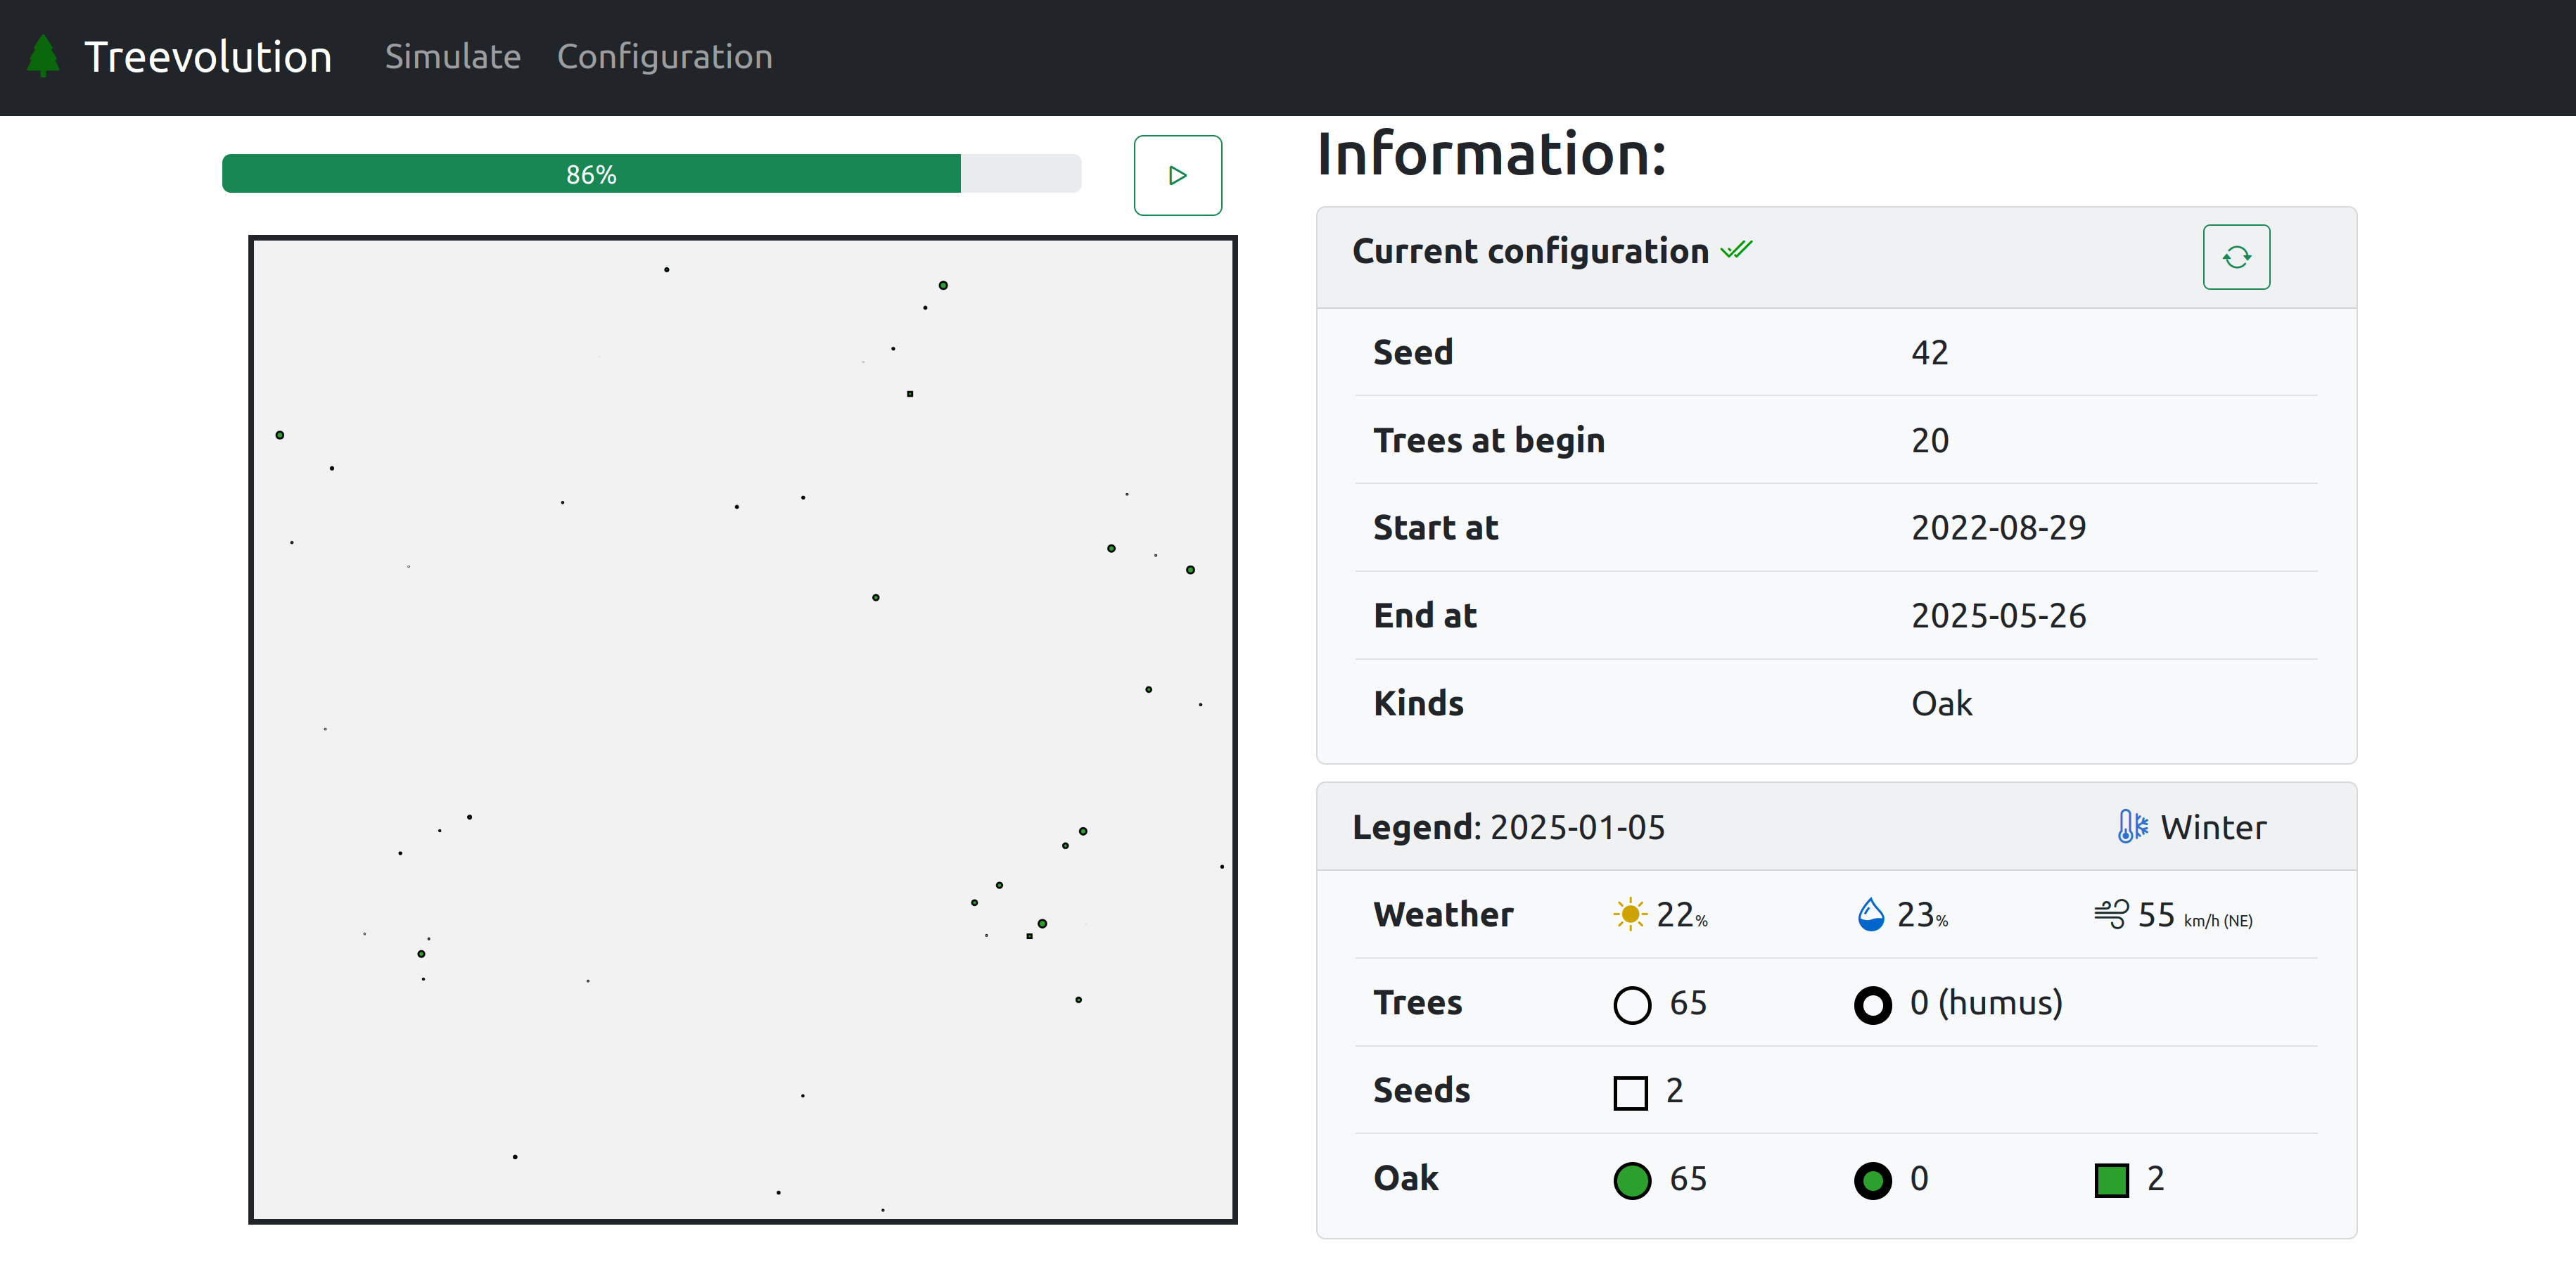 Treevolution Simulate Configuration
86%
Information:
Current configuration
Seed 42
Trees at begin 20
Start at 2022-08-29
End at 2025-05-26
Kinds Oak
Legend: 2025-01-05 Winter
Weather 22% 23% 55 km/h (NE)
Trees 65 0 (humus)
Seeds 2
Oak 65 0 2